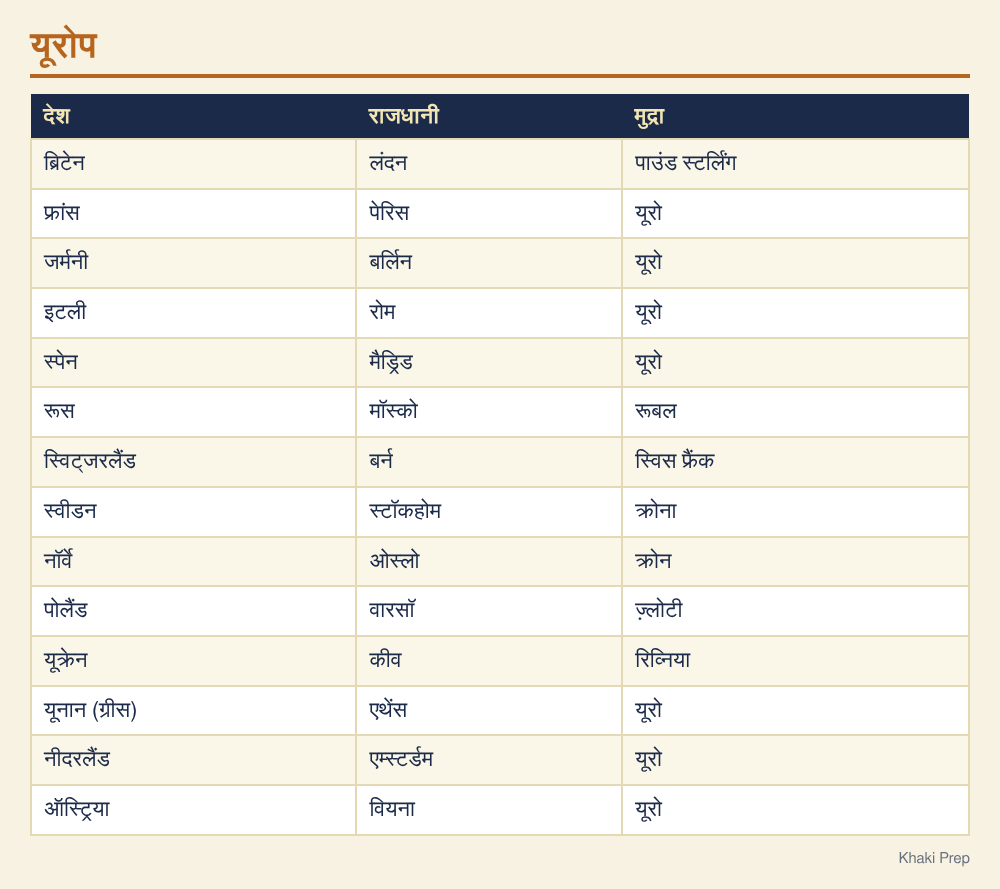 यूरोप
देश राजधानी मुद्रा
ब्रिटेन लंदन पाउंड स्टर्लिंग
फ्रांस पेरिस यूरो
जर्मनी बर्लिन यूरो
इटली रोम यूरो
स्पेन मैड्रिड यूरो
रूस मॉस्को रूबल
स्विट्जरलैंड बर्न स्विस फ्रैंक
स्वीडन स्टॉकहोम क्रोना
नॉर्वे ओस्लो क्रोन
पोलैंड वारसॉ ज़्लोटी
यूक्रेन कीव रिव्निया
यूनान (ग्रीस) एथेंस यूरो
नीदरलैंड एम्स्टर्डम यूरो
ऑस्ट्रिया वियना यूरो
Khaki Prep